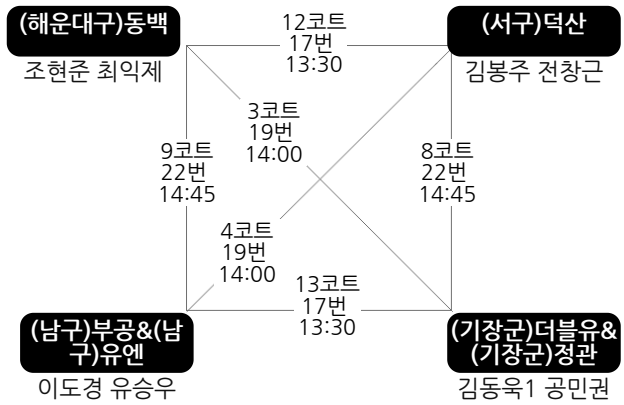 (해운대구)동백
조현준 최익제
12코트
17번
13:30
(서구)덕산
김봉주 전창근
3코트
19번
14:00
9코트
22번
14:45
8코트
22번
14:45
4코트
19번
14:00
13코트
17번
13:30
(남구)부공&(남
구)유엔
이도경 유승우
(기장군)더블유&
(기장군)정관
김동욱1 공민권